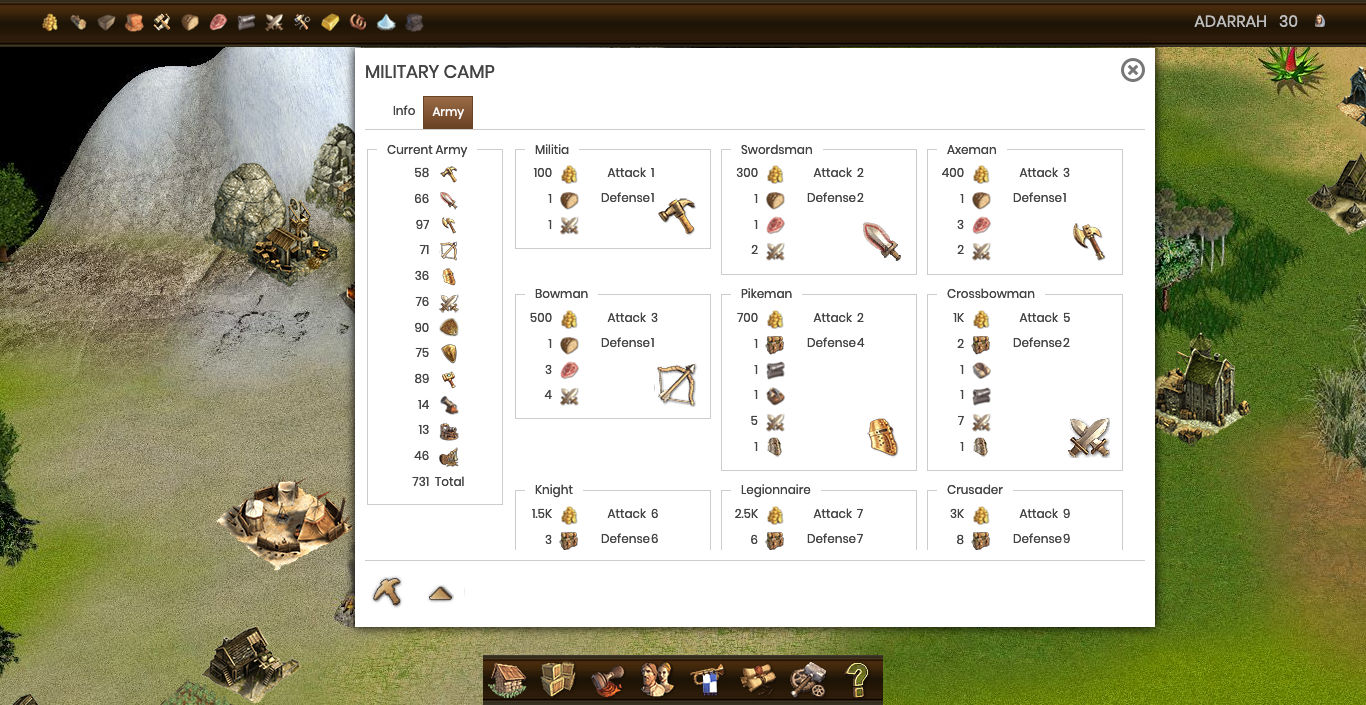 ADARRAH 30
MILITARY CAMP
Info Army
Current Army
58
66
97
71
36
76
90
75
89
14
13
46
731 Total
Militia
100 Attack 1
1 Defense1
1
Swordsman
300 Attack 2
1 Defense2
1
2
Axeman
400 Attack 3
1 Defense1
3
2
Bowman
500 Attack 3
1 Defense1
3
4
Pikeman
700 Attack 2
1 Defense4
1
1
5
1
Crossbowman
1K Attack 5
2 Defense2
1
1
7
1
Knight
1.5K Attack 6
3 Defense6
Legionnaire
2.5K Attack 7
6 Defense7
Crusader
3K Attack 9
8 Defense9
?